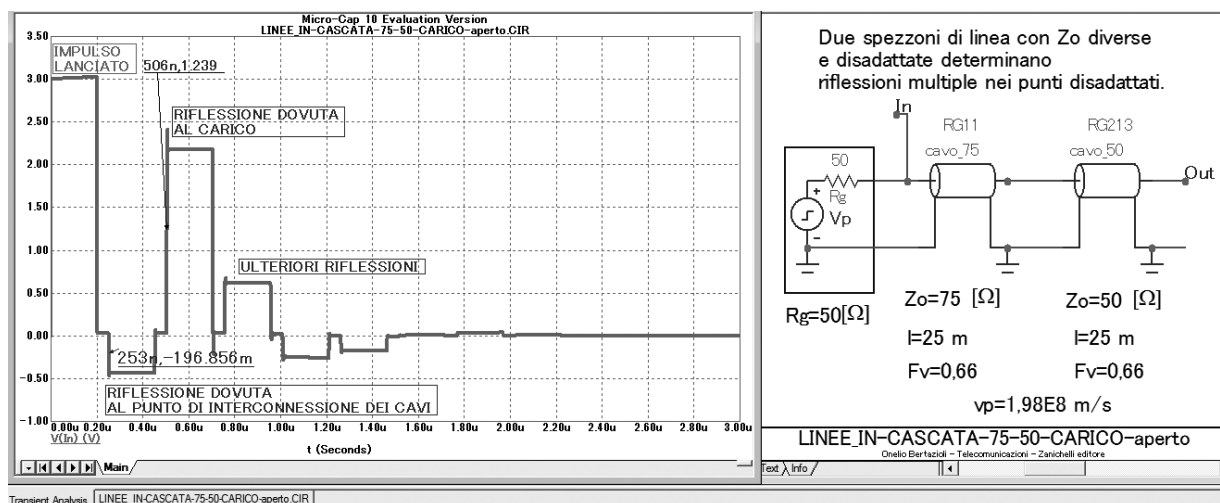 Micro-Cap 10 Evaluation Version
LINEE_IN-CASCATA-75-50-CARICO-aperto.CIR
3.50
3.00
2.50
2.00
1.50
1.00
0.50
0.00
-0.50
-1.00
IMPULSO
LANCIATO
506n,1.239
RIFLESSIONE DOVUTA
AL CARICO
ULTERIORI RIFLESSIONI
253n,-196.856m
RIFLESSIONE DOVUTA
AL PUNTO DI INTERCONNESSIONE DEI CAVI
0.00u 0.20u 0.40u 0.60u 0.80u 1.00u 1.20u 1.40u 1.60u 1.80u 2.00u 2.20u 2.40u 2.60u 2.80u 3.00u
V(In) (V)
t (Seconds)
Main
Transient Analysis LINEE_IN-CASCATA-75-50-CARICO-aperto.CIR
Due spezzoni di linea con Zo diverse
e disadattate determinano
riflessioni multiple nei punti disadattati.
In
RG11
RG213
cavo_75
cavo_50
50
Rg
Vp
+
-
Out
Rg=50[Ω]
Zo=75 [Ω]
Zo=50 [Ω]
l=25 m
l=25 m
Fv=0,66
Fv=0,66
vp=1,98E8 m/s
LINEE_IN-CASCATA-75-50-CARICO-aperto
Onelio Bertazioli - Telecomunicazioni - Zanichelli editore
Text Info